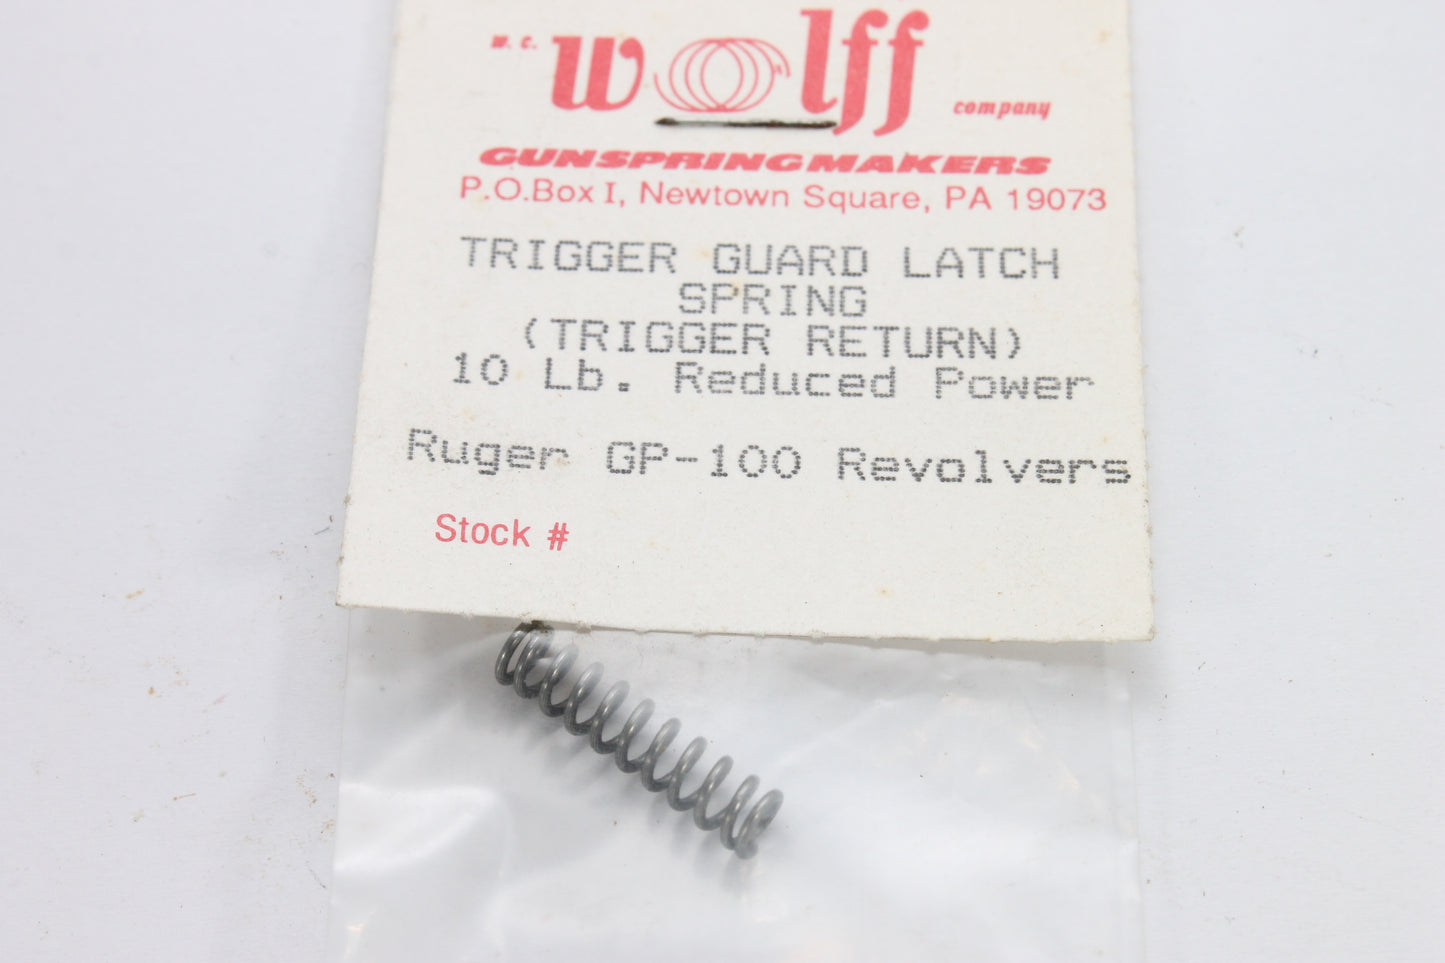 W. C. Wolff company
GUNSPRINGMAKERS
P.O.Box I, Newtown Square, PA 19073
TRIGGER GUARD LATCH
SPRING
(TRIGGER RETURN)
10 Lb. Reduced Power
Ruger GP-100 Revolvers
Stock #